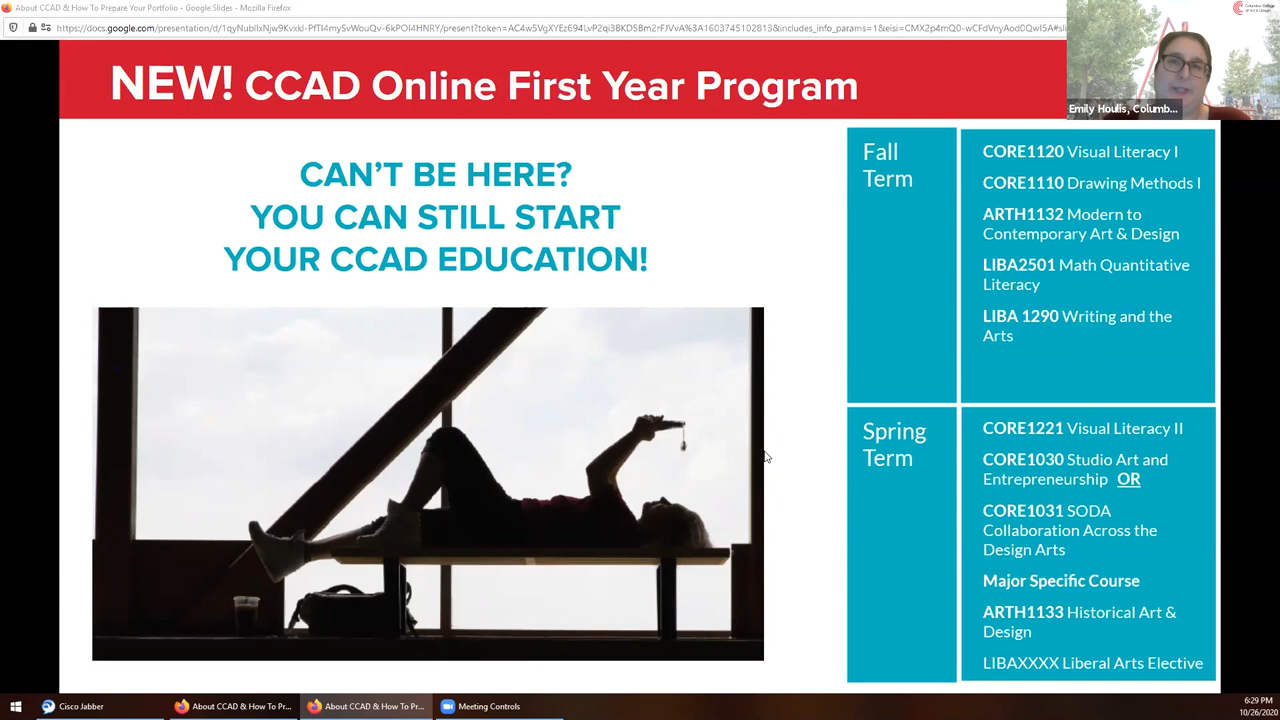 About CCAD & How To Prepare Your Portfolio - Google Slides - Mozilla Firefox
Columbus College
of Art & Design
Emily Houlis, Columb...
NEW! CCAD Online First Year Program
CAN'T BE HERE?
YOU CAN STILL START
YOUR CCAD EDUCATION!
Fall
Term
CORE1120 Visual Literacy I
CORE1110 Drawing Methods I
ARTH1132 Modern to
Contemporary Art & Design
LIBA2501 Math Quantitative
Literacy
LIBA 1290 Writing and the
Arts
Spring
Term
CORE1221 Visual Literacy II
CORE1030 Studio Art and
Entrepreneurship OR
CORE1031 SODA
Collaboration Across the
Design Arts
Major Specific Course
ARTH1133 Historical Art &
Design
LIBAXXXX Liberal Arts Elective
Cisco Jabber
About CCAD & How To Pr...
About CCAD & How To Pr...
Meeting Controls
6:29 PM
10/26/2020